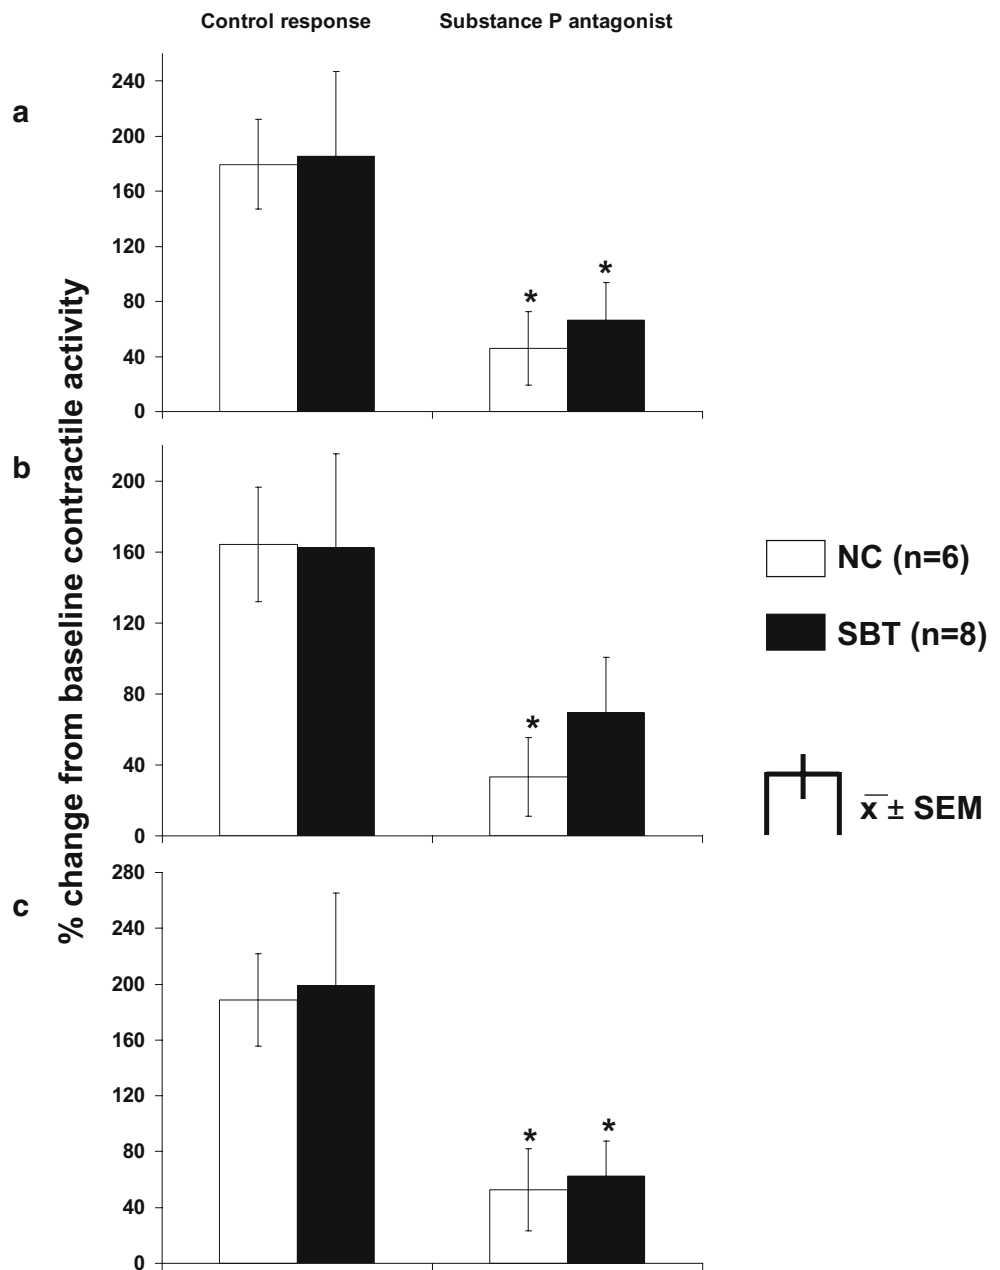 Control response
Substance P antagonist
a
240
200
160
120
80
40
0
* *
b
200
160
120
80
40
0
*
c
280
240
200
160
120
80
40
0
* *
% change from baseline contractile activity
NC (n=6)
SBT (n=8)
x̅ ± SEM